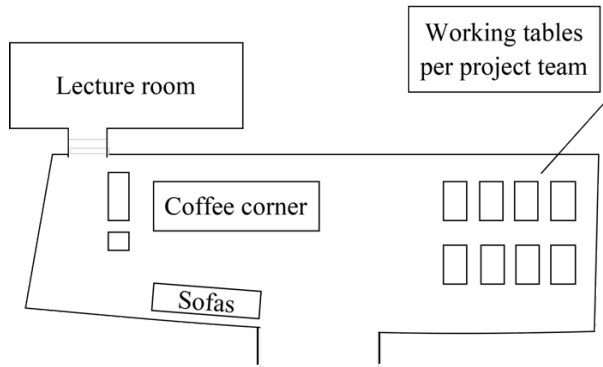 Working tables
per project team
Lecture room
Coffee corner
Sofas